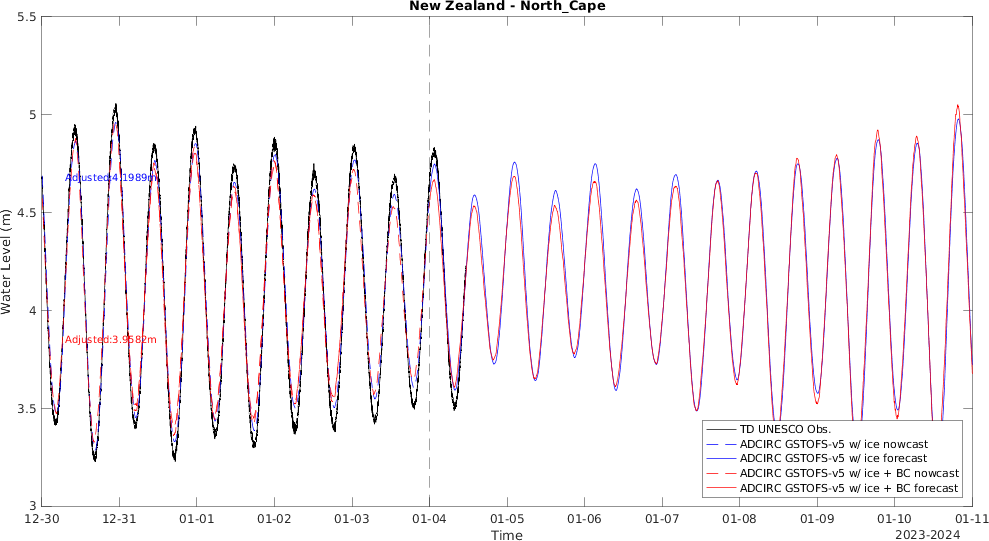 New Zealand - North_Cape
5.5
5
4.5
4
3.5
3
Water Level (m)
Adjusted:4.1989m
Adjusted:3.9582m
TD UNESCO Obs.
ADCIRC GSTOFS-v5 w/ ice nowcast
ADCIRC GSTOFS-v5 w/ ice forecast
ADCIRC GSTOFS-v5 w/ ice + BC nowcast
ADCIRC GSTOFS-v5 w/ ice + BC forecast
12-30 12-31 01-01 01-02 01-03 01-04 01-05 01-06 01-07 01-08 01-09 01-10 01-11
Time
2023-2024